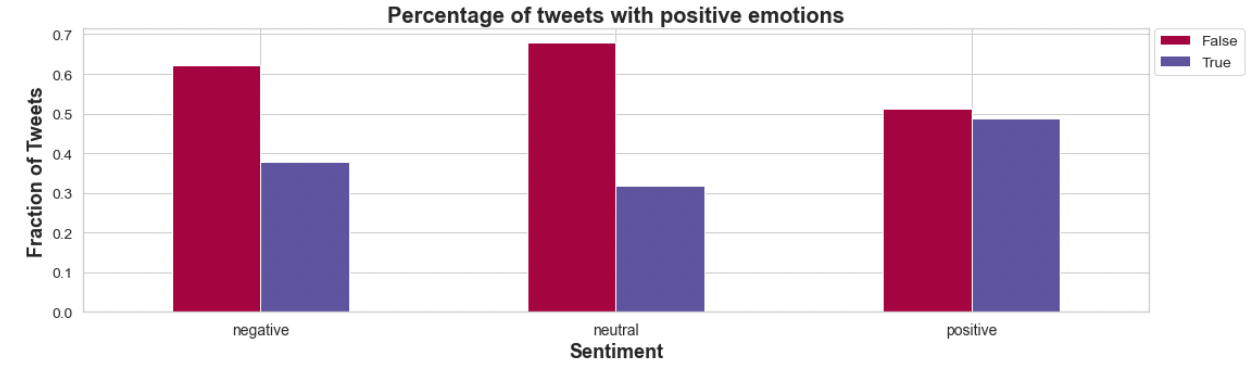 Percentage of tweets with positive emotions
False
True
Fraction of Tweets
0.7
0.6
0.5
0.4
0.3
0.2
0.1
0.0
negative
neutral
positive
Sentiment